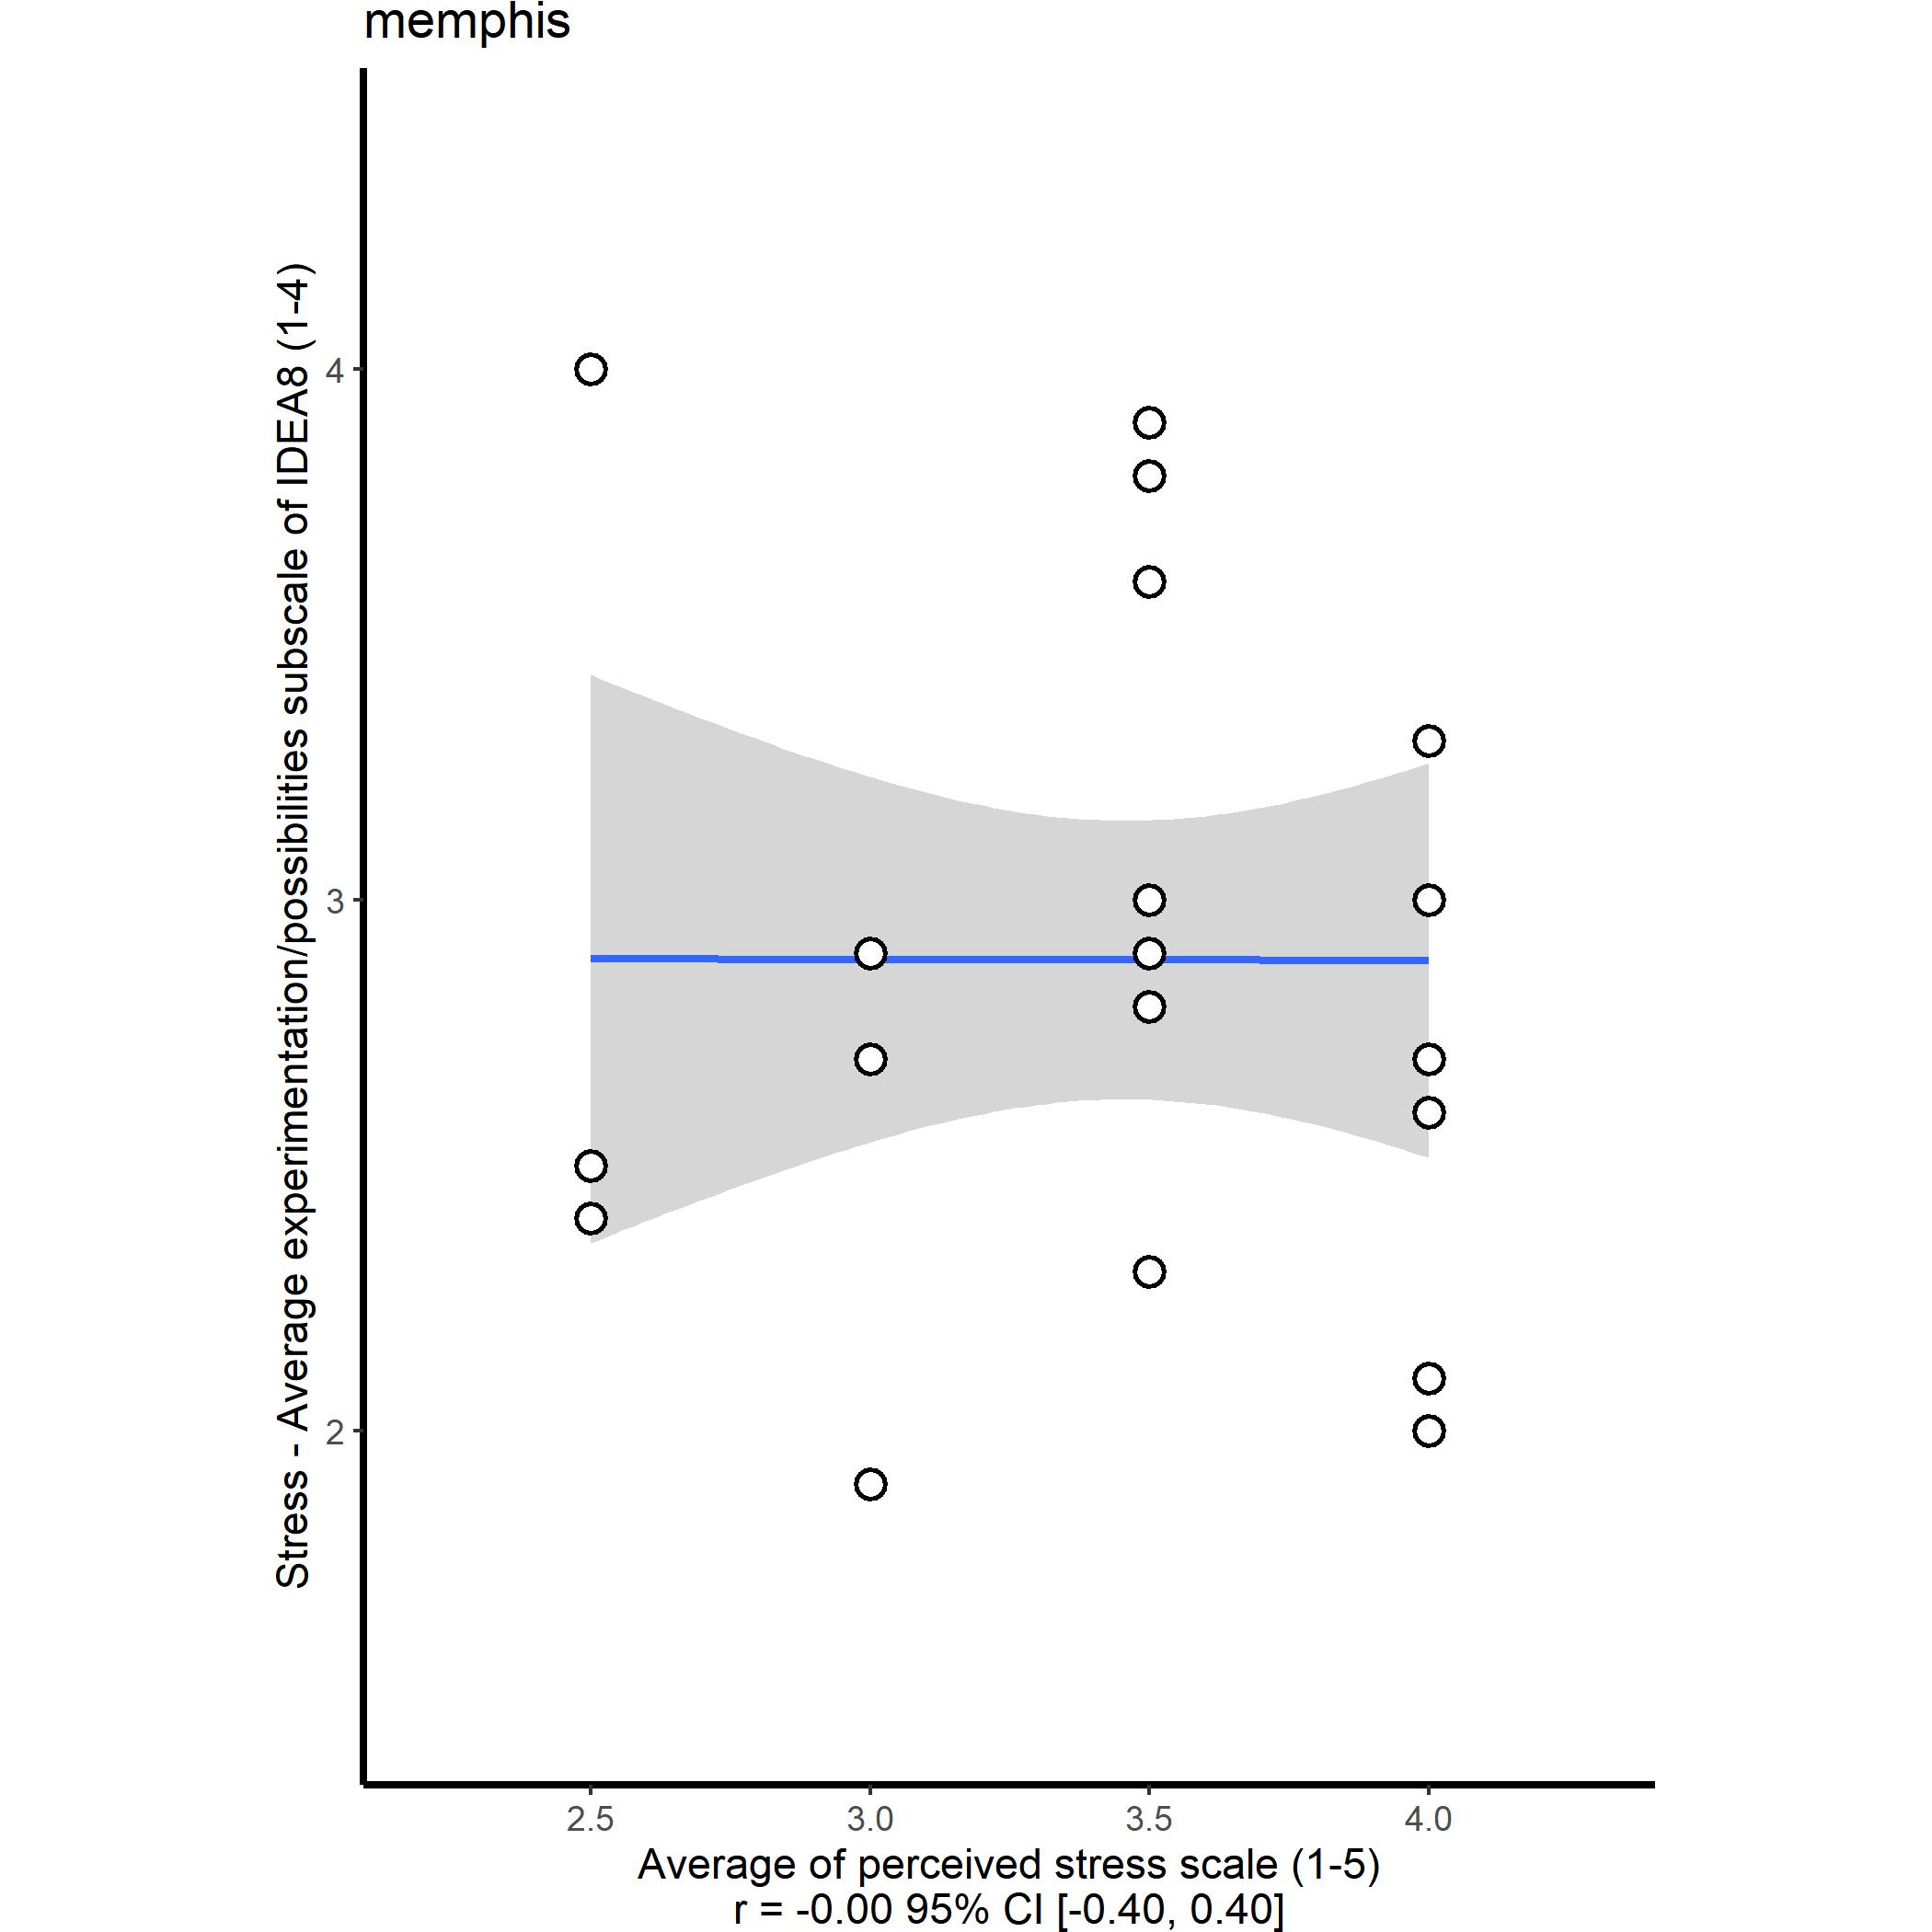 memphis
Stress - Average experimentation/possibilities subscale of IDEA8 (1-4)
4
3
2
2.5 3.0 3.5 4.0
Average of perceived stress scale (1-5)
r = -0.00 95% CI [-0.40, 0.40]